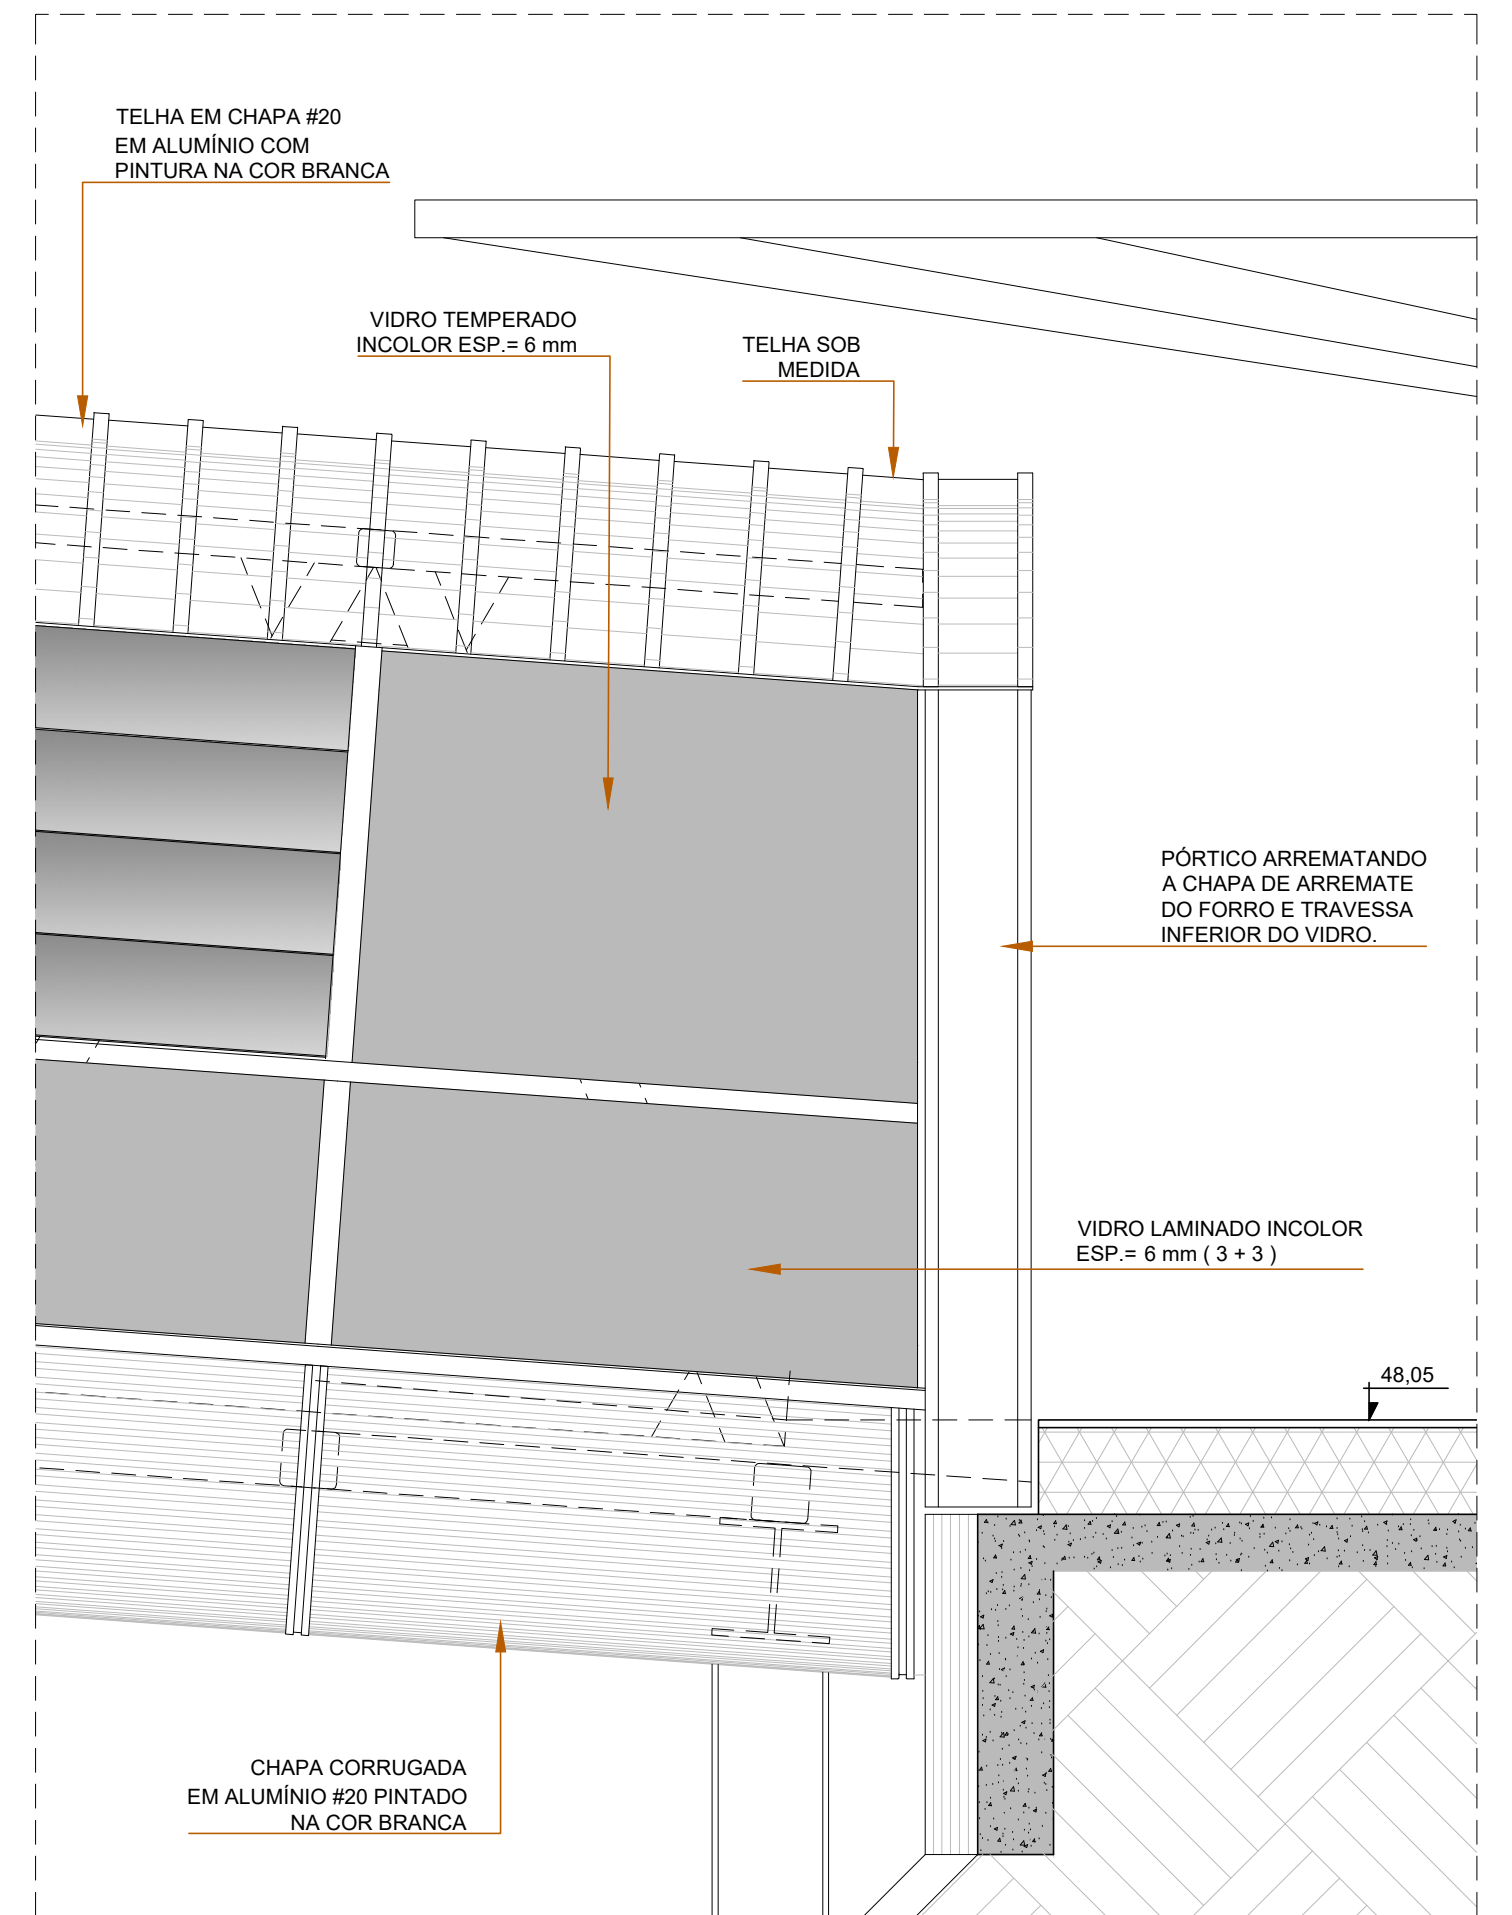 TELHA EM CHAPA #20
EM ALUMÍNIO COM
PINTURA NA COR BRANCA
VIDRO TEMPERADO
INCOLOR ESP.= 6 mm
TELHA SOB
MEDIDA
PÓRTICO ARREMATANDO
A CHAPA DE ARREMATE
DO FORRO E TRAVESSA
INFERIOR DO VIDRO.
VIDRO LAMINADO INCOLOR
ESP.= 6 mm ( 3 + 3 )
48,05
CHAPA CORRUGADA
EM ALUMÍNIO #20 PINTADO
NA COR BRANCA